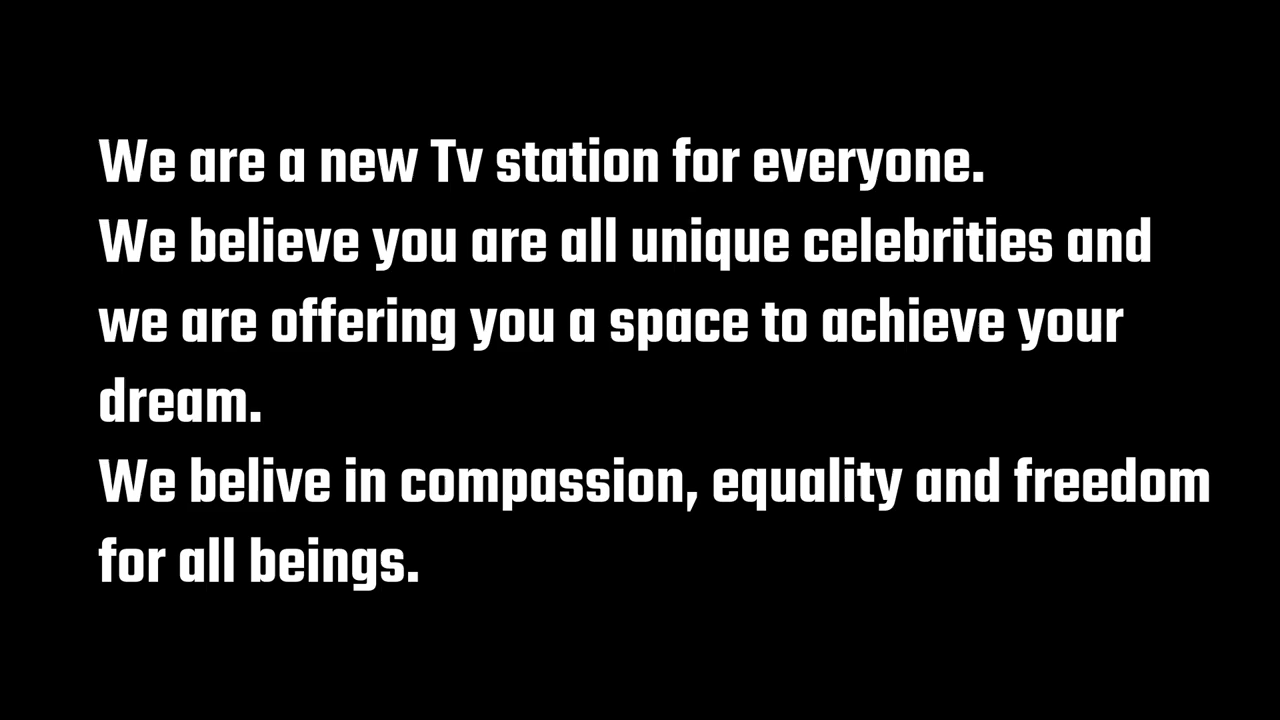 We are a new Tv station for everyone.
We believe you are all unique celebrities and
we are offering you a space to achieve your
dream.
We belive in compassion, equality and freedom
for all beings.